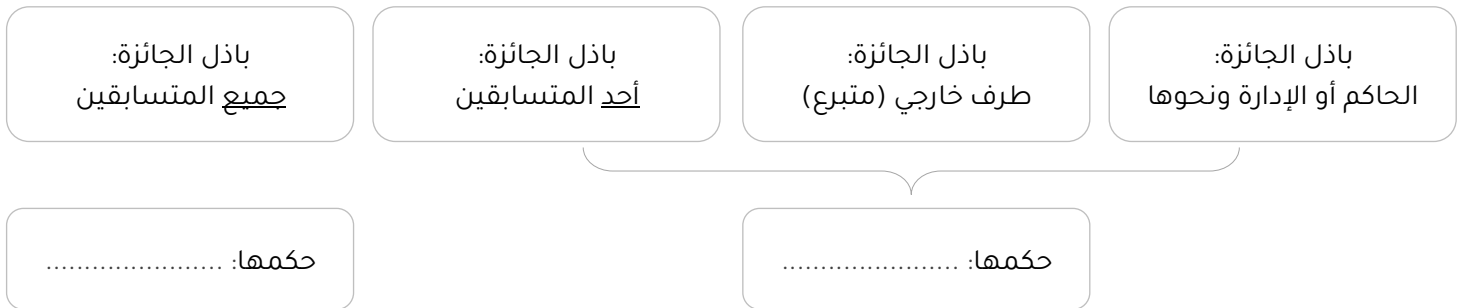 باذل الجائزة:
الحاكم أو الإدارة ونحوها
باذل الجائزة:
طرف خارجي (متبرع)
باذل الجائزة:
أحد المتسابقين
باذل الجائزة:
جميع المتسابقين
حكمها: .......................
حكمها: .......................